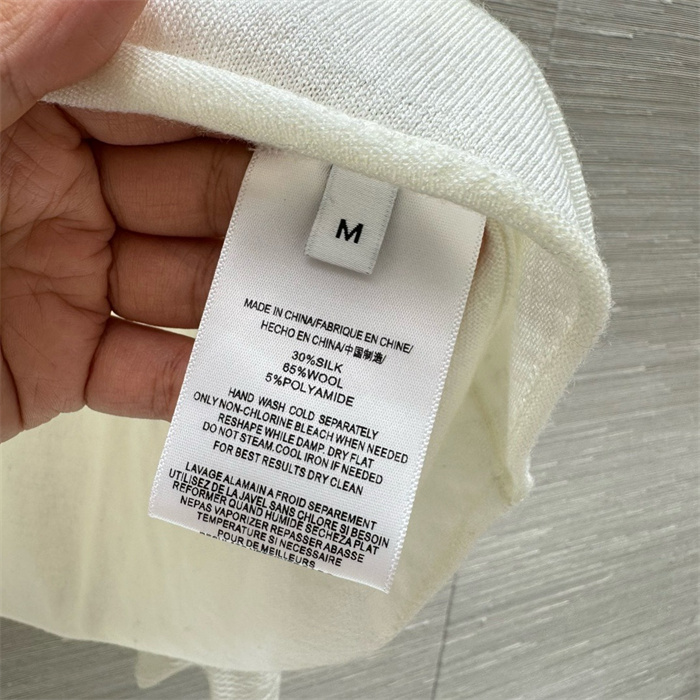 M
MADE IN CHINA/FABRIQUE EN CHINE/
HECHO EN CHINA/中国制造/
30%SILK
85%WOOL
5%POLYAMIDE
HAND WASH COLD SEPARATELY
ONLY NON-CHLORINE BLEACH WHEN NEEDED
RESHAPE WHILE DAMP. DRY FLAT
DO NOT STEAM.COOL IRON IF NEEDED
FOR BEST RESULTS DRY CLEAN
LAVAGE ALAMAIN A FROID SEPAREMENT
UTILISEZ DE LA JAVEL SANS CHLORE SI BESOIN
REFORMER QUAND HUMIDE SECHEZA PLAT
NEPAS VAPORIZER REPASSER ABASSE
TEMPERATURE SI NECESSAIRE
POUR DE MEILLEURS